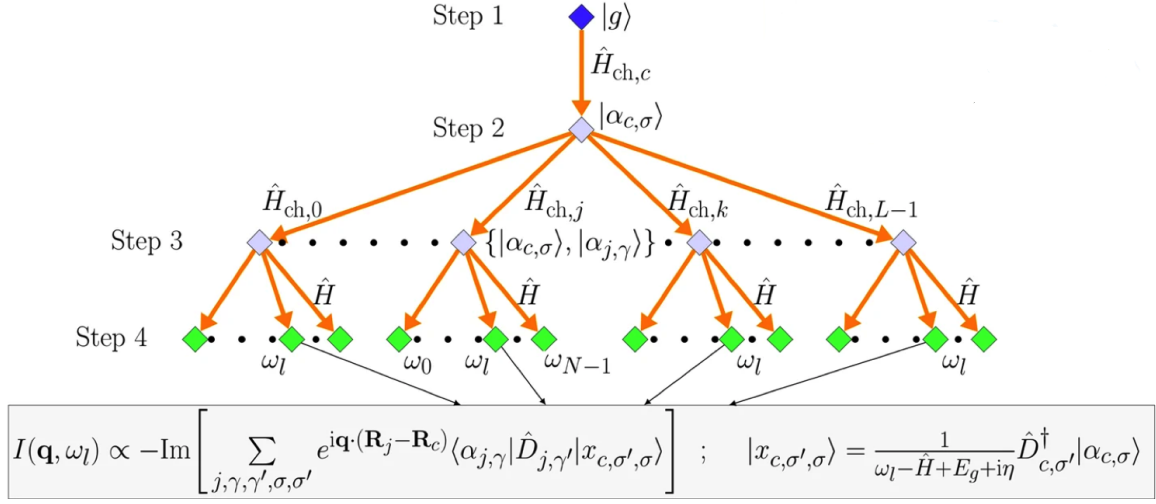 Step 1 |g⟩
Ĥ_{ch,c}
Step 2 |α_{c,σ}⟩
Ĥ_{ch,0} Ĥ_{ch,j} Ĥ_{ch,k} Ĥ_{ch,L−1}
Step 3 {|α_{c,σ}⟩, |α_{j,γ}⟩}
Ĥ Ĥ Ĥ Ĥ
Step 4
ω_l ω_0 ω_l ω_{N−1} ω_l ω_l
I(𝐪, ω_l) ∝ −Im[ ∑_{j,γ,γ′,σ,σ′} e^{i𝐪·(𝐑_j−𝐑_c)} ⟨α_{j,γ}|D̂_{j,γ′}|x_{c,σ′,σ}⟩ ] ; |x_{c,σ′,σ}⟩ = \frac{1}{ω_l−Ĥ+E_g+iη} D̂†_{c,σ′}|α_{c,σ}⟩